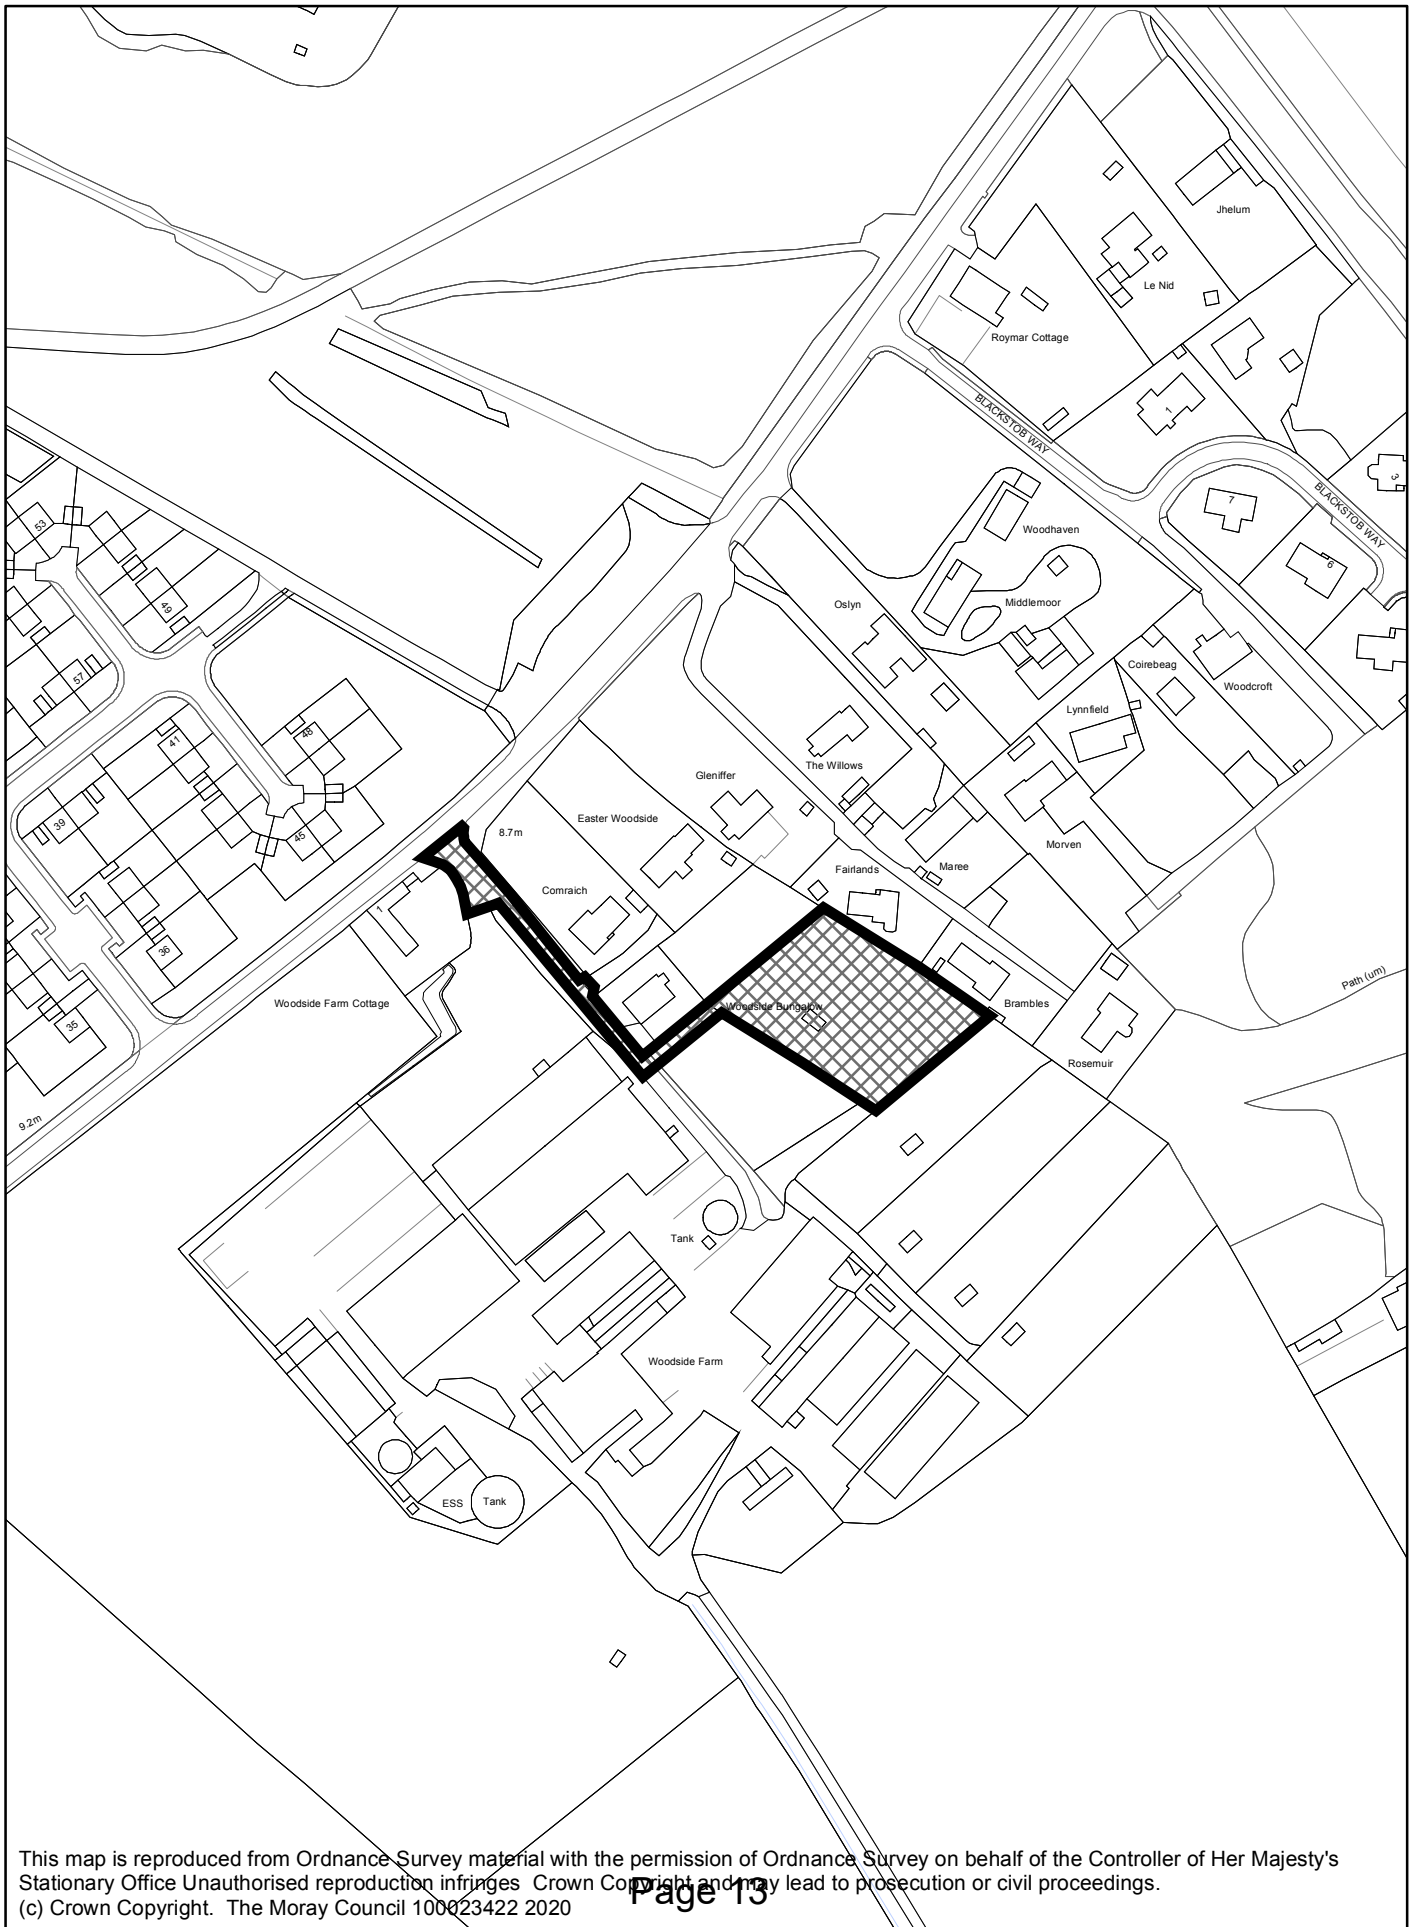 Jhelum
Le Nid
Roymar Cottage
BLACKSTOB WAY
1
3
7
BLACKSTOB WAY
6
53
Woodhaven
49
Oslyn
Middlemoor
57
Coirebeag
Woodcroft
Lynnfield
41
48
The Willows
Gleniffer
39
45
8.7m
Easter Woodside
Morven
Fairlands
Maree
Comraich
1
36
Path (um)
Woodside Farm Cottage
Woodside Bungalow
Brambles
35
Rosemuir
9.2m
Tank
Woodside Farm
ESS
Tank
This map is reproduced from Ordnance Survey material with the permission of Ordnance Survey on behalf of the Controller of Her Majesty's
Stationary Office Unauthorised reproduction infringes Crown Copyright and may lead to prosecution or civil proceedings.
Page 13
(c) Crown Copyright. The Moray Council 100023422 2020